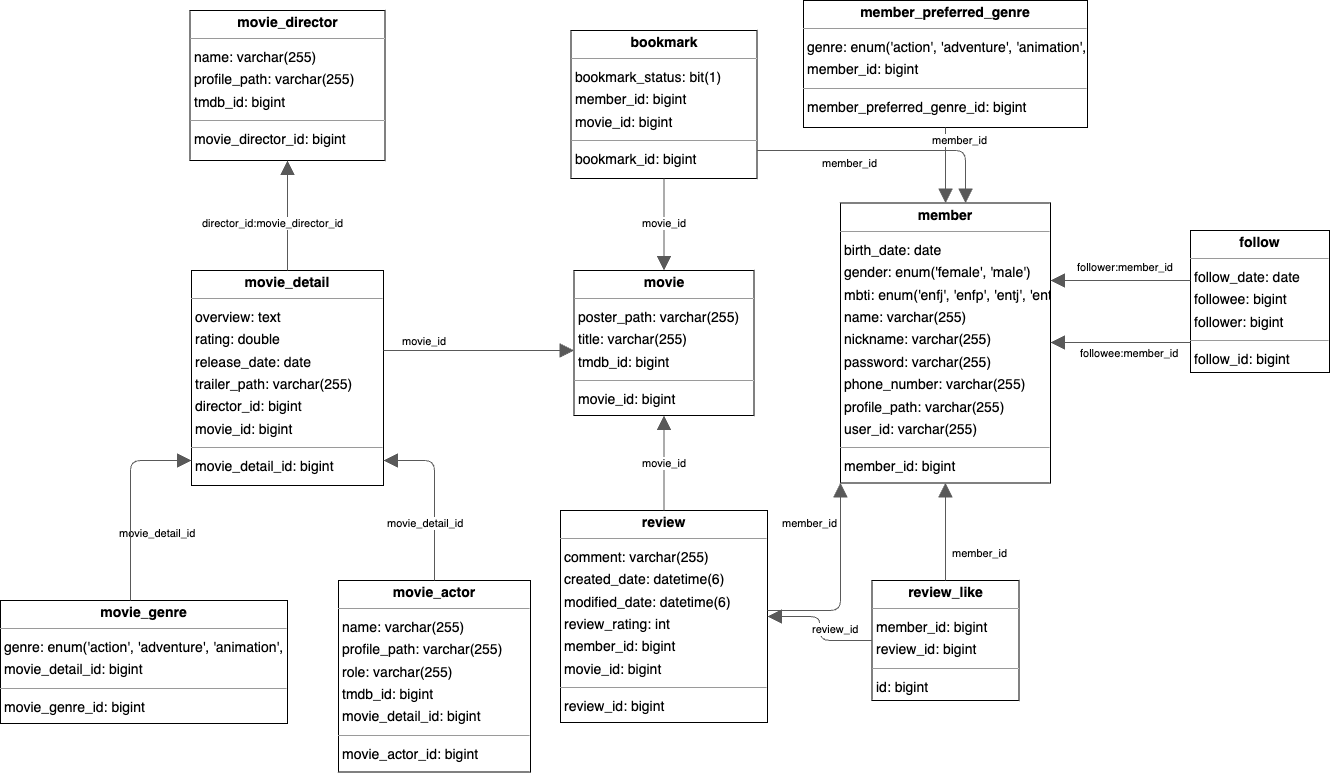 movie_director
name: varchar(255)
profile_path: varchar(255)
tmdb_id: bigint
movie_director_id: bigint
bookmark
bookmark_status: bit(1)
member_id: bigint
movie_id: bigint
bookmark_id: bigint
member_preferred_genre
genre: enum('action', 'adventure', 'animation',
member_id: bigint
member_preferred_genre_id: bigint
member_id
member_id
director_id:movie_director_id
movie_id
movie_detail
overview: text
rating: double
release_date: date
trailer_path: varchar(255)
director_id: bigint
movie_id: bigint
movie_detail_id: bigint
movie_id
movie
poster_path: varchar(255)
title: varchar(255)
tmdb_id: bigint
movie_id: bigint
member
birth_date: date
gender: enum('female', 'male')
mbti: enum('enfj', 'enfp', 'entj', 'ent
name: varchar(255)
nickname: varchar(255)
password: varchar(255)
phone_number: varchar(255)
profile_path: varchar(255)
user_id: varchar(255)
member_id: bigint
follower:member_id
followee:member_id
follow
follow_date: date
followee: bigint
follower: bigint
follow_id: bigint
movie_detail_id
movie_detail_id
movie_id
member_id
member_id
review_id
movie_genre
genre: enum('action', 'adventure', 'animation',
movie_detail_id: bigint
movie_genre_id: bigint
movie_actor
name: varchar(255)
profile_path: varchar(255)
role: varchar(255)
tmdb_id: bigint
movie_detail_id: bigint
movie_actor_id: bigint
review
comment: varchar(255)
created_date: datetime(6)
modified_date: datetime(6)
review_rating: int
member_id: bigint
movie_id: bigint
review_id: bigint
review_like
member_id: bigint
review_id: bigint
id: bigint